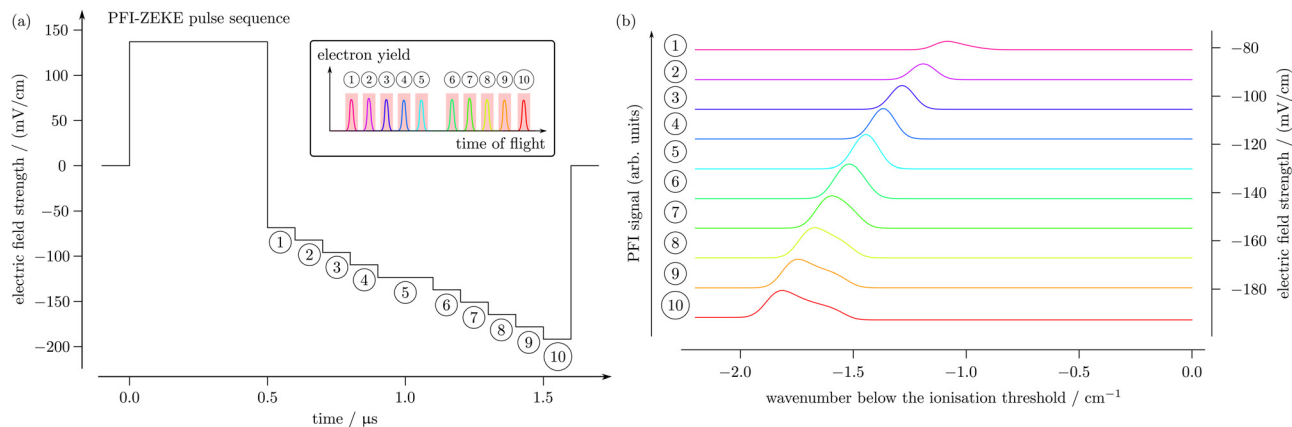 (a)
PFI-ZEKE pulse sequence
electric field strength / (mV/cm)
150
100
50
0
−50
−100
−150
−200
electron yield
1 2 3 4 5 6 7 8 9 10
time of flight
1
2
3
4
5
6
7
8
9
10
0.0 0.5 1.0 1.5
time / μs
(b)
PFI signal (arb. units)
1
2
3
4
5
6
7
8
9
10
−80
−100
−120
−140
−160
−180
electric field strength / (mV/cm)
−2.0 −1.5 −1.0 −0.5 0.0
wavenumber below the ionisation threshold / cm⁻¹